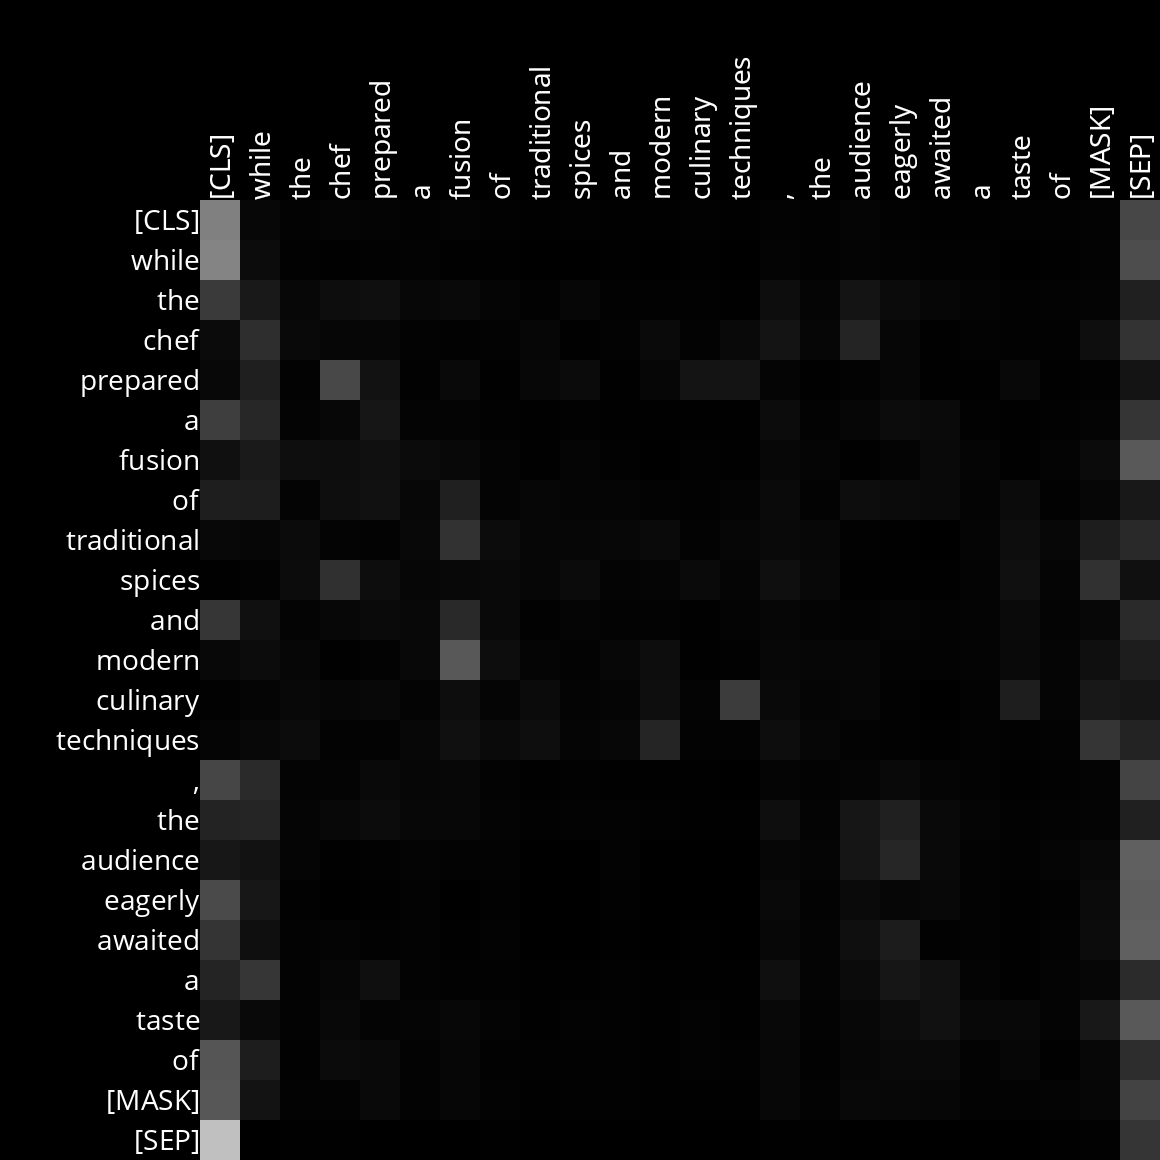 [CLS] while the chef prepared a fusion of traditional spices and modern culinary techniques , the audience eagerly awaited a taste of [MASK] [SEP]
[CLS]
while
the
chef
prepared
a
fusion
of
traditional
spices
and
modern
culinary
techniques
,
the
audience
eagerly
awaited
a
taste
of
[MASK]
[SEP]